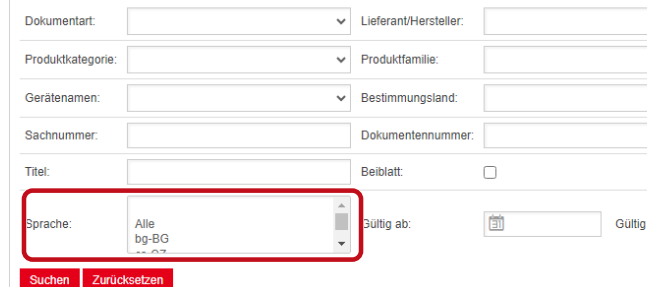 Dokumentart: Lieferant/Hersteller:
Produktkategorie: Produktfamilie:
Gerätenamen: Bestimmungsland:
Sachnummer: Dokumentennummer:
Titel: Beiblatt:
Sprache: Alle Gültig ab: Gültig
bg-BG
Suchen Zurücksetzen